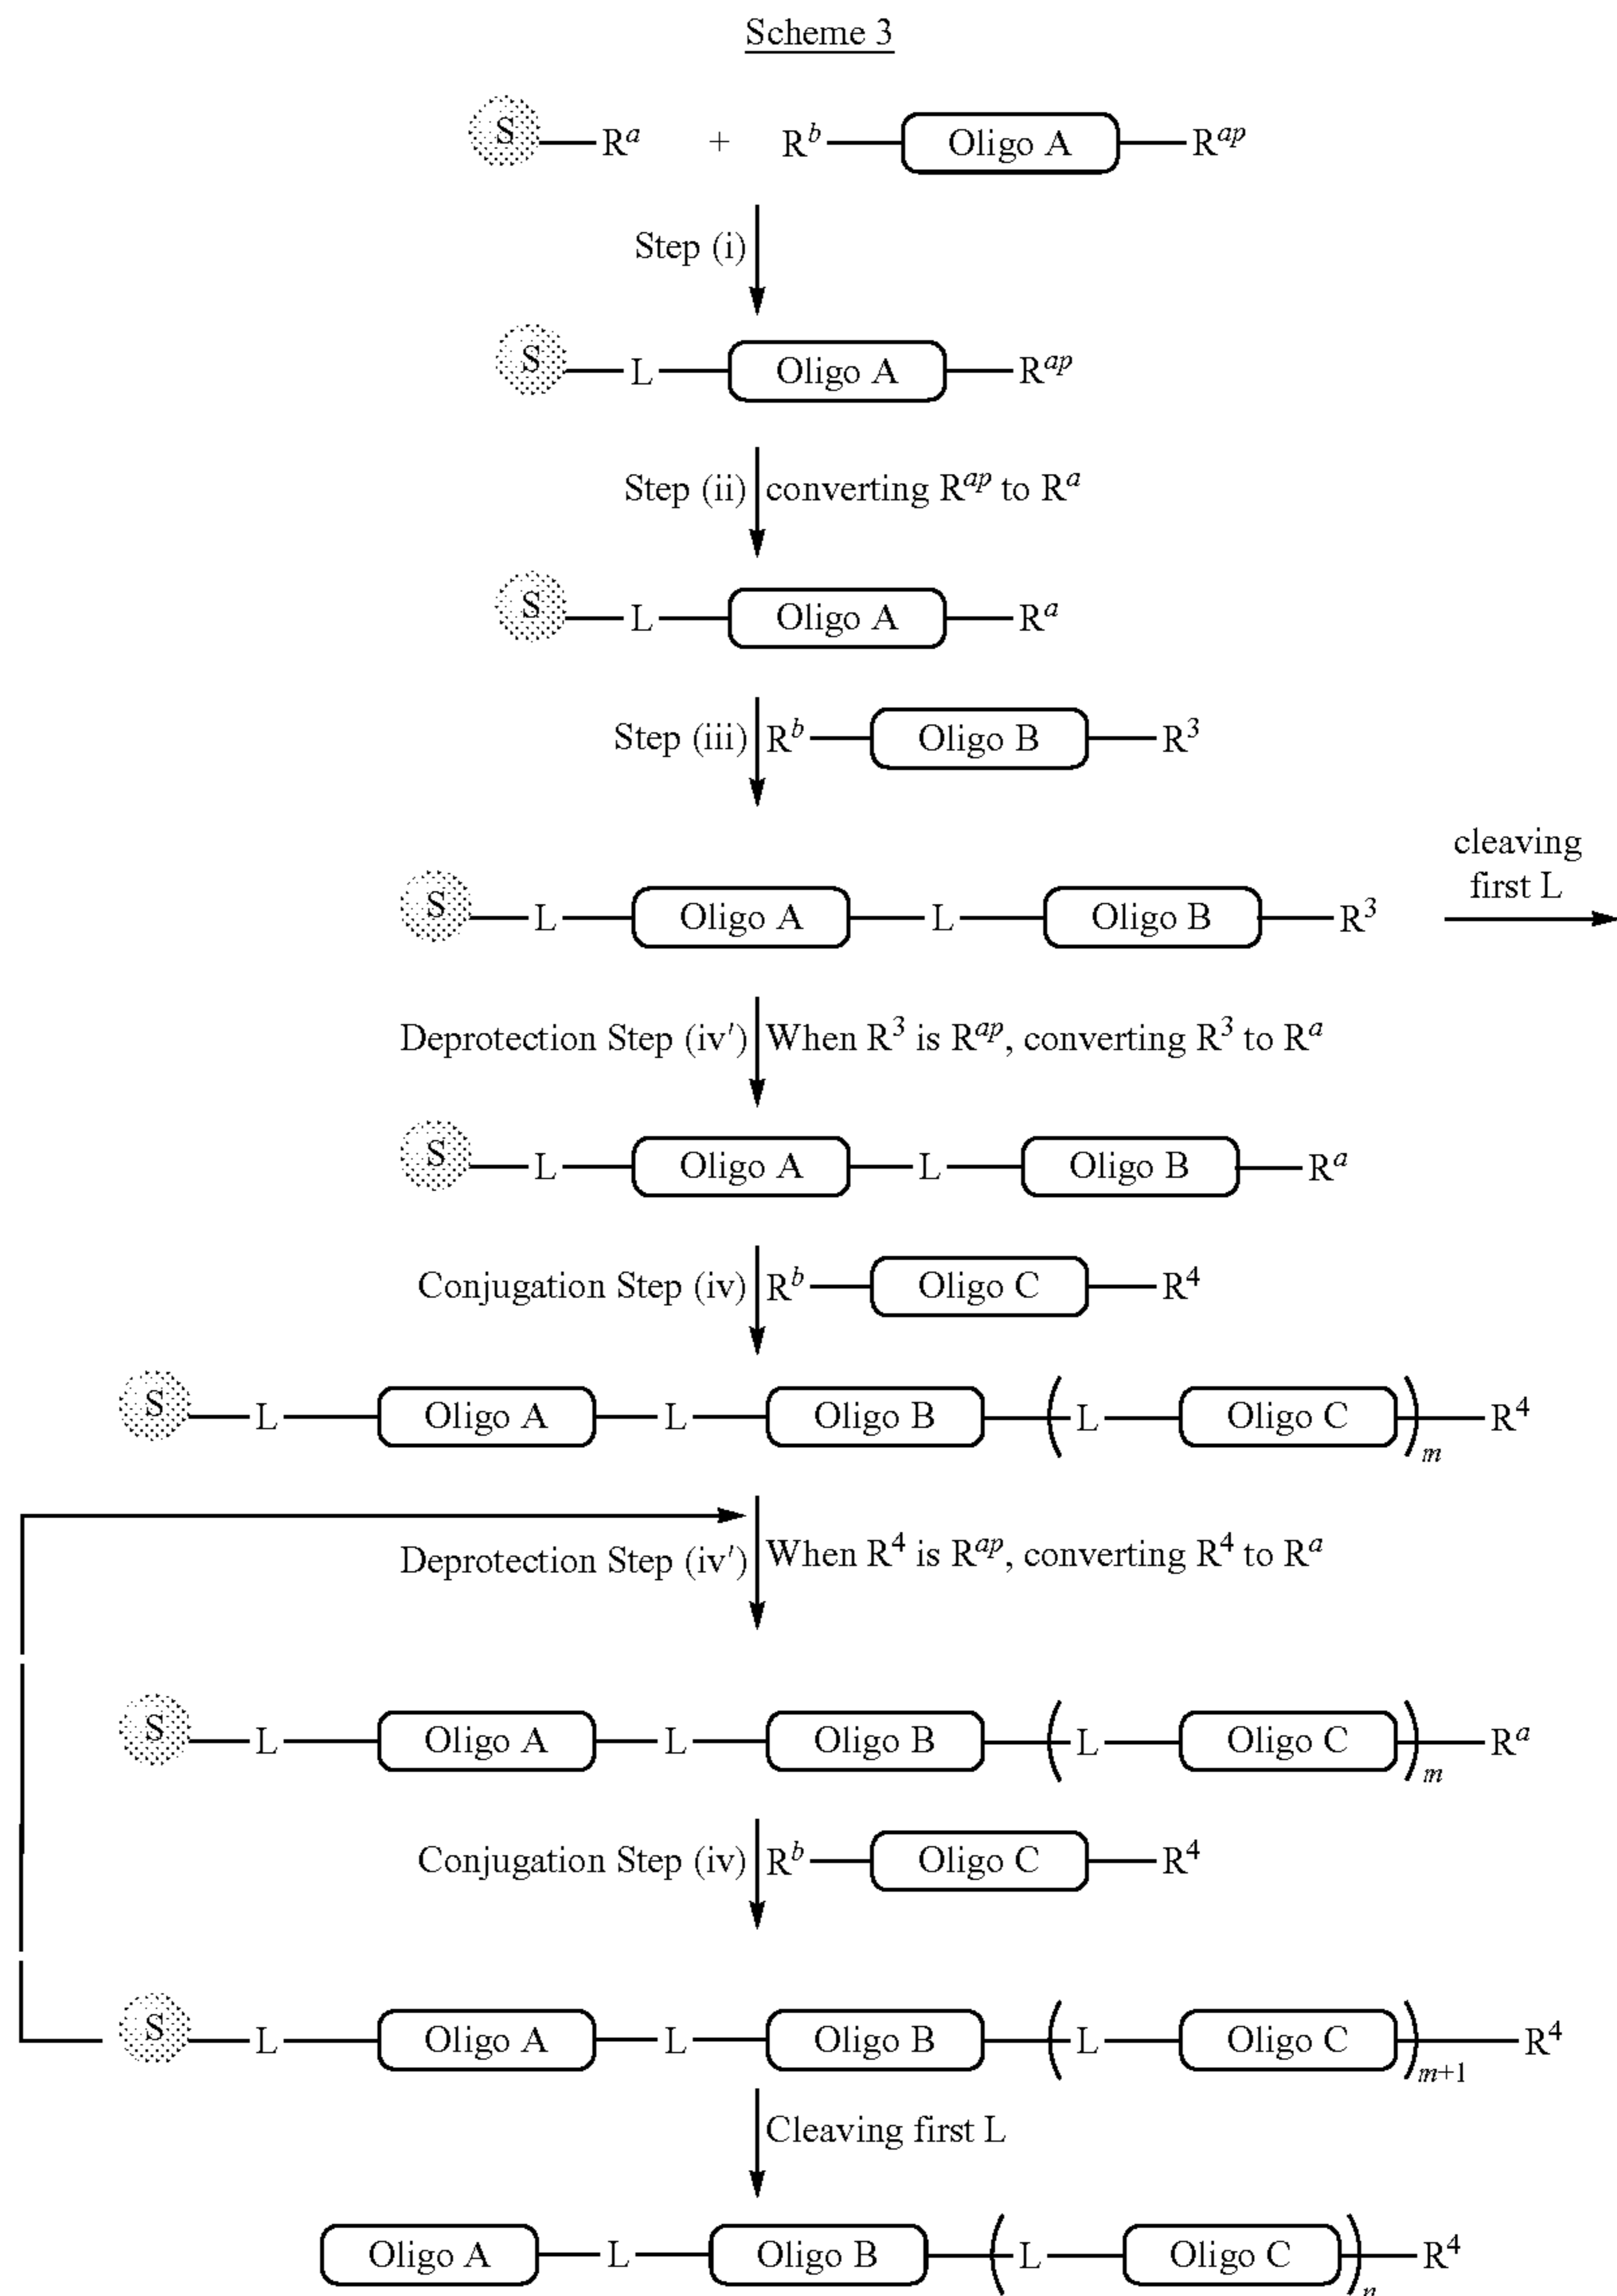 Scheme 3
S R^a + R^b Oligo A R^ap
Step (i)
S L Oligo A R^ap
Step (ii) converting R^ap to R^a
S L Oligo A R^a
Step (iii) R^b Oligo B R^3
S L Oligo A L Oligo B R^3
cleaving
first L
Deprotection Step (iv') When R^3 is R^ap, converting R^3 to R^a
S L Oligo A L Oligo B R^a
Conjugation Step (iv) R^b Oligo C R^4
S L Oligo A L Oligo B ( L Oligo C )m R^4
Deprotection Step (iv') When R^4 is R^ap, converting R^4 to R^a
S L Oligo A L Oligo B ( L Oligo C )m R^a
Conjugation Step (iv) R^b Oligo C R^4
S L Oligo A L Oligo B ( L Oligo C )m+1 R^4
Cleaving first L
Oligo A L Oligo B ( L Oligo C )n R^4